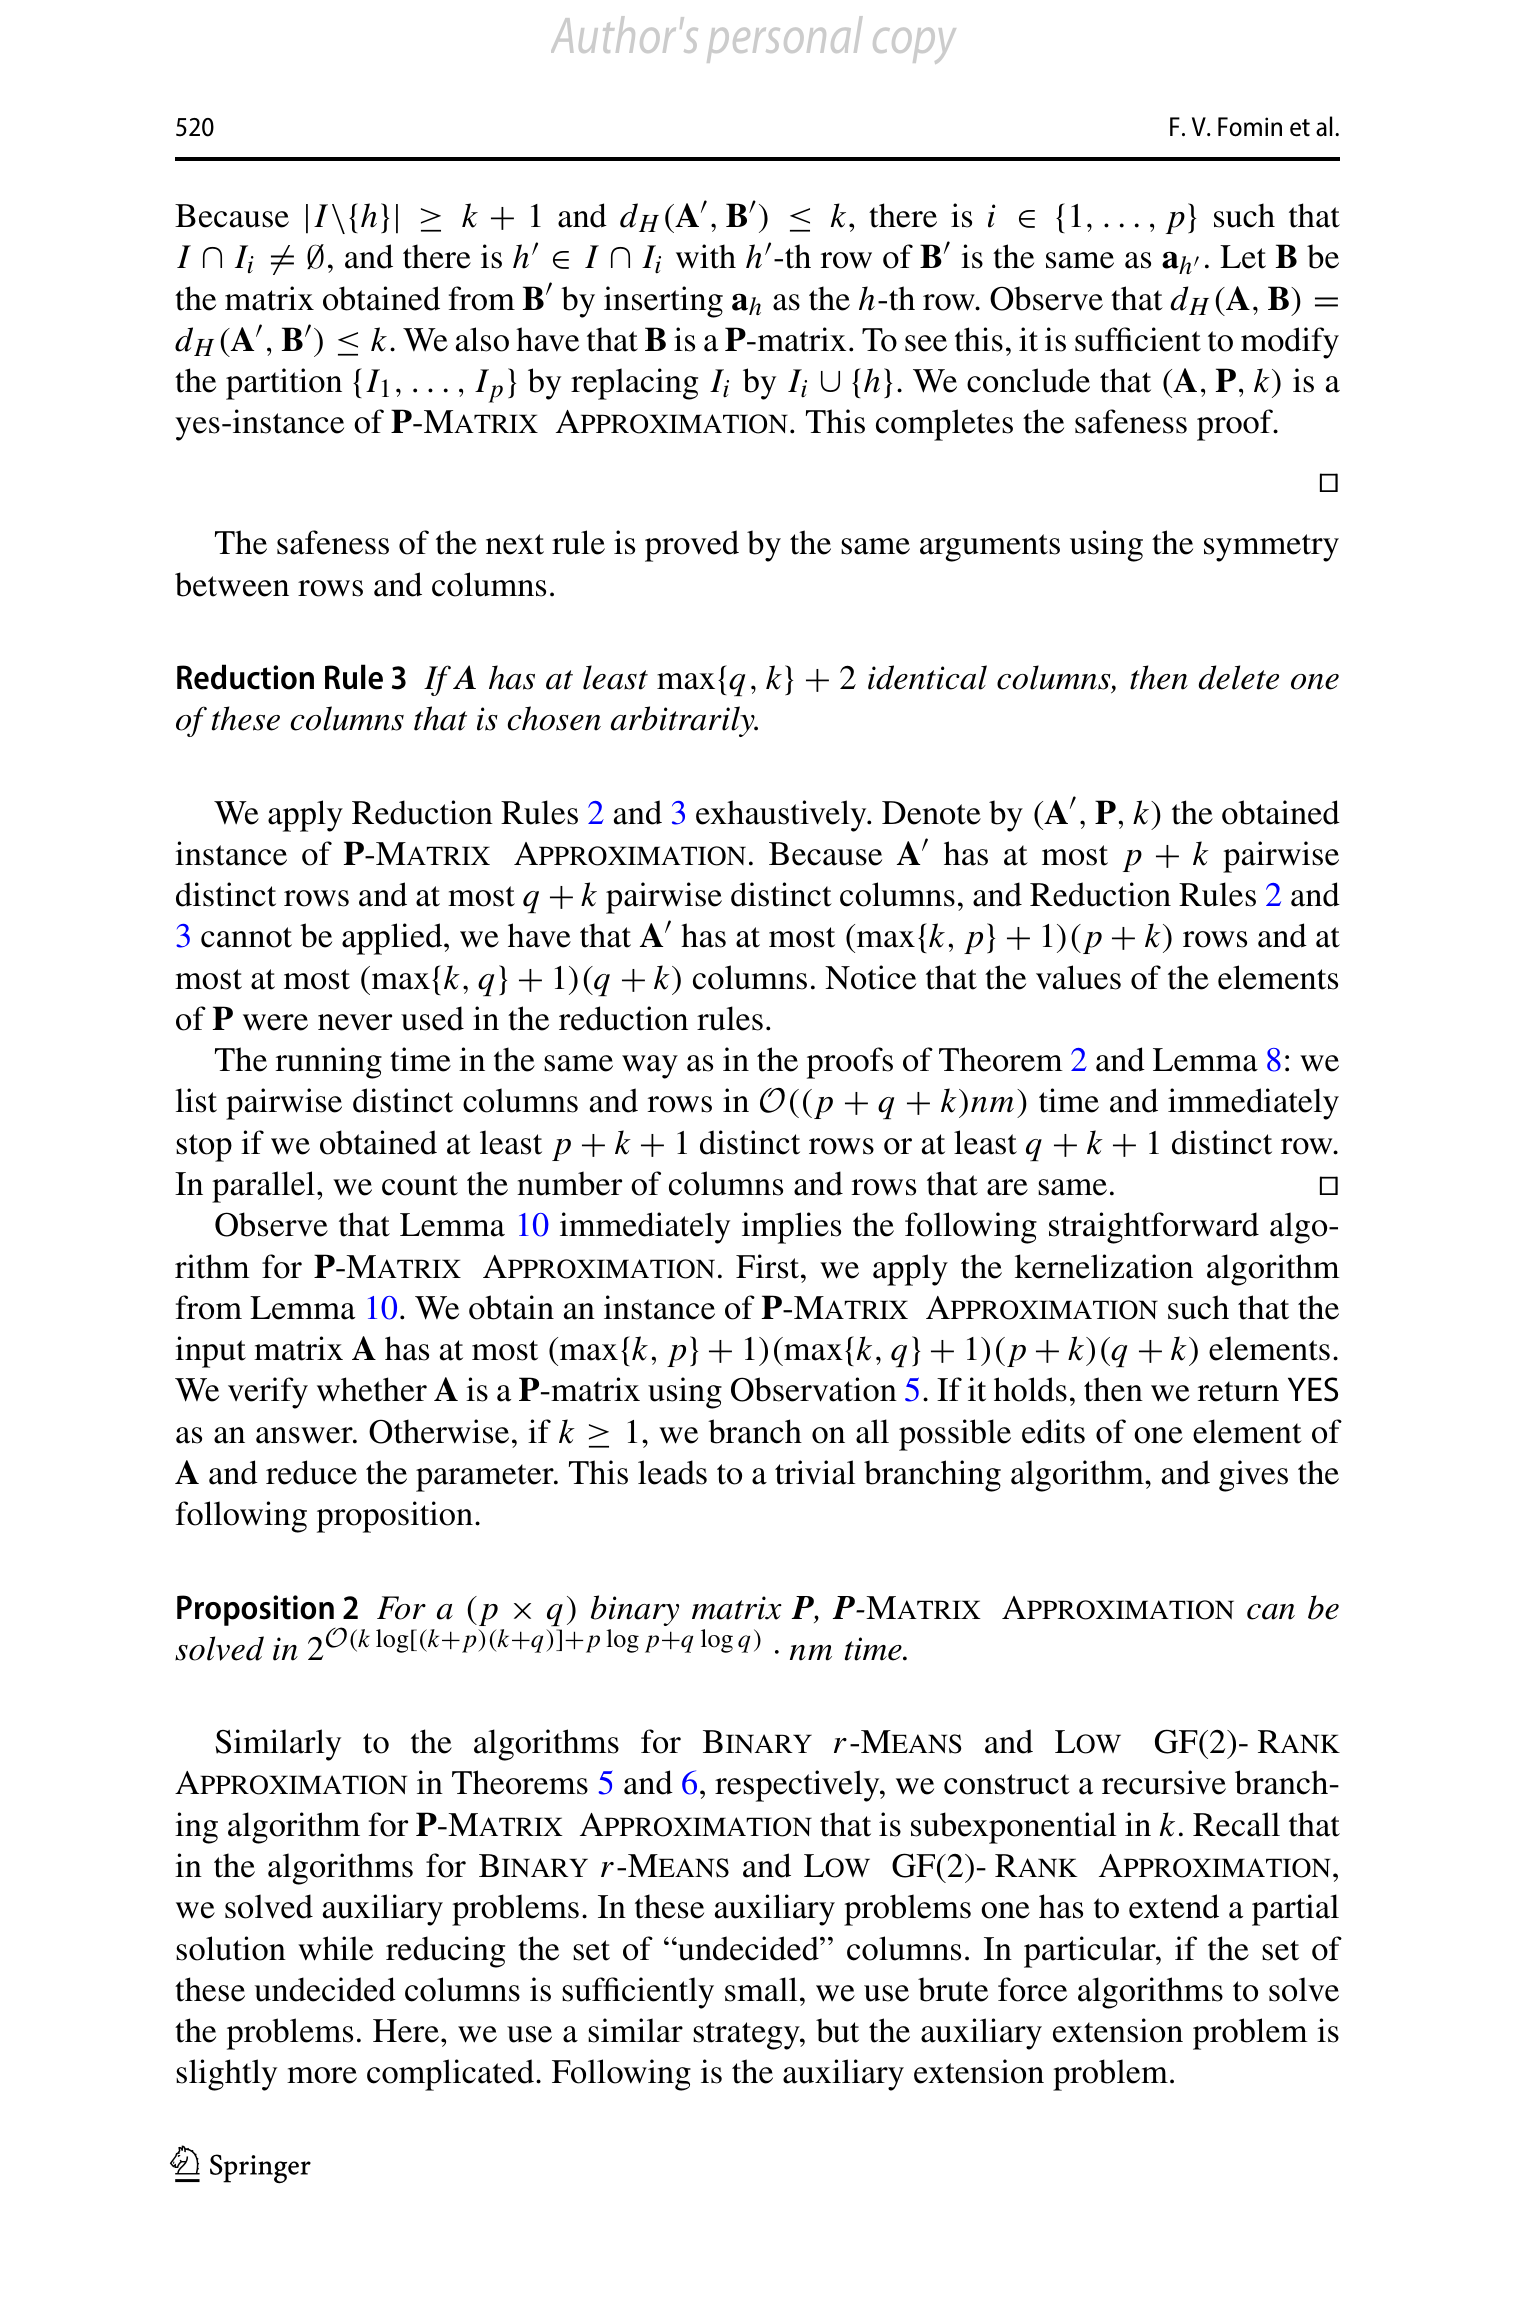 Author's personal copy
520 F. V. Fomin et al.
Because |I\{h}| ≥ k + 1 and d_H(A′, B′) ≤ k, there is i ∈ {1, . . . , p} such that
I ∩ I_i ≠ ∅, and there is h′ ∈ I ∩ I_i with h′-th row of B′ is the same as a_{h′}. Let B be
the matrix obtained from B′ by inserting a_h as the h-th row. Observe that d_H(A, B) =
d_H(A′, B′) ≤ k. We also have that B is a P-matrix. To see this, it is sufficient to modify
the partition {I_1, . . . , I_p} by replacing I_i by I_i ∪ {h}. We conclude that (A, P, k) is a
yes-instance of P-MATRIX APPROXIMATION. This completes the safeness proof.
□
The safeness of the next rule is proved by the same arguments using the symmetry
between rows and columns.
Reduction Rule 3 If A has at least max{q, k} + 2 identical columns, then delete one
of these columns that is chosen arbitrarily.
We apply Reduction Rules 2 and 3 exhaustively. Denote by (A′, P, k) the obtained
instance of P-MATRIX APPROXIMATION. Because A′ has at most p + k pairwise
distinct rows and at most q + k pairwise distinct columns, and Reduction Rules 2 and
3 cannot be applied, we have that A′ has at most (max{k, p} + 1)(p + k) rows and at
most at most (max{k, q} + 1)(q + k) columns. Notice that the values of the elements
of P were never used in the reduction rules.
The running time in the same way as in the proofs of Theorem 2 and Lemma 8: we
list pairwise distinct columns and rows in O((p + q + k)nm) time and immediately
stop if we obtained at least p + k + 1 distinct rows or at least q + k + 1 distinct row.
In parallel, we count the number of columns and rows that are same. □
Observe that Lemma 10 immediately implies the following straightforward algo-
rithm for P-MATRIX APPROXIMATION. First, we apply the kernelization algorithm
from Lemma 10. We obtain an instance of P-MATRIX APPROXIMATION such that the
input matrix A has at most (max{k, p} + 1)(max{k, q} + 1)(p + k)(q + k) elements.
We verify whether A is a P-matrix using Observation 5. If it holds, then we return YES
as an answer. Otherwise, if k ≥ 1, we branch on all possible edits of one element of
A and reduce the parameter. This leads to a trivial branching algorithm, and gives the
following proposition.
Proposition 2 For a (p × q) binary matrix P, P-MATRIX APPROXIMATION can be
solved in 2^{O(k log[(k+p)(k+q)]+p log p+q log q)} · nm time.
Similarly to the algorithms for BINARY r-MEANS and LOW GF(2)- RANK
APPROXIMATION in Theorems 5 and 6, respectively, we construct a recursive branch-
ing algorithm for P-MATRIX APPROXIMATION that is subexponential in k. Recall that
in the algorithms for BINARY r-MEANS and LOW GF(2)- RANK APPROXIMATION,
we solved auxiliary problems. In these auxiliary problems one has to extend a partial
solution while reducing the set of “undecided” columns. In particular, if the set of
these undecided columns is sufficiently small, we use brute force algorithms to solve
the problems. Here, we use a similar strategy, but the auxiliary extension problem is
slightly more complicated. Following is the auxiliary extension problem.
Springer